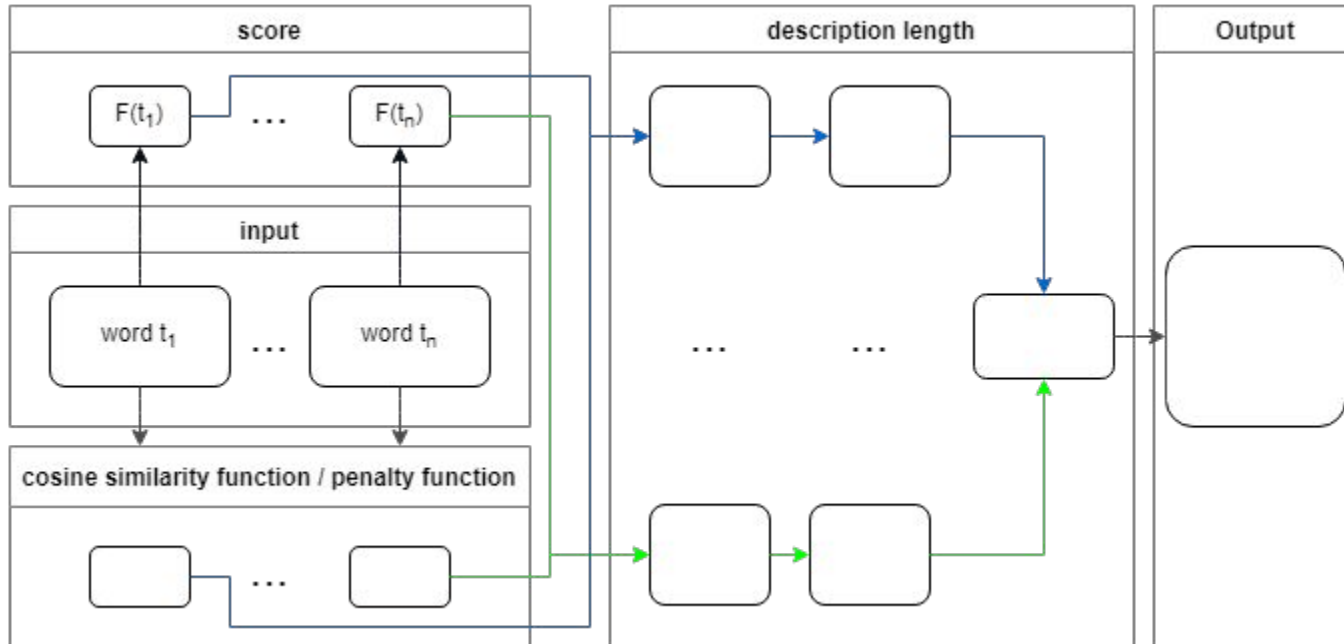 score
F(t₁) ... F(tₙ)
input
word t₁ ... word tₙ
cosine similarity function / penalty function
...
description length
... ...
Output